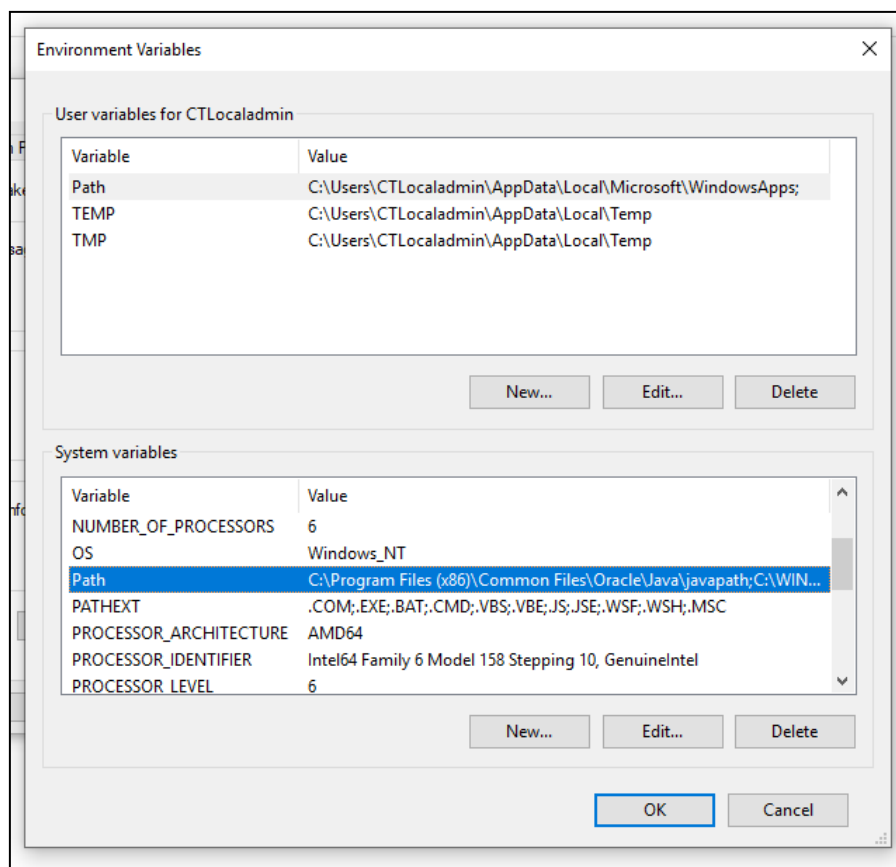 Environment Variables
User variables for CTLocaladmin
Variable Value
Path C:\Users\CTLocaladmin\AppData\Local\Microsoft\WindowsApps;
TEMP C:\Users\CTLocaladmin\AppData\Local\Temp
TMP C:\Users\CTLocaladmin\AppData\Local\Temp
New... Edit... Delete
System variables
Variable Value
NUMBER_OF_PROCESSORS 6
OS Windows_NT
Path C:\Program Files (x86)\Common Files\Oracle\Java\javapath;C:\WIN...
PATHEXT .COM;.EXE;.BAT;.CMD;.VBS;.VBE;.JS;.JSE;.WSF;.WSH;.MSC
PROCESSOR_ARCHITECTURE AMD64
PROCESSOR_IDENTIFIER Intel64 Family 6 Model 158 Stepping 10, GenuineIntel
PROCESSOR_LEVEL 6
New... Edit... Delete
OK Cancel